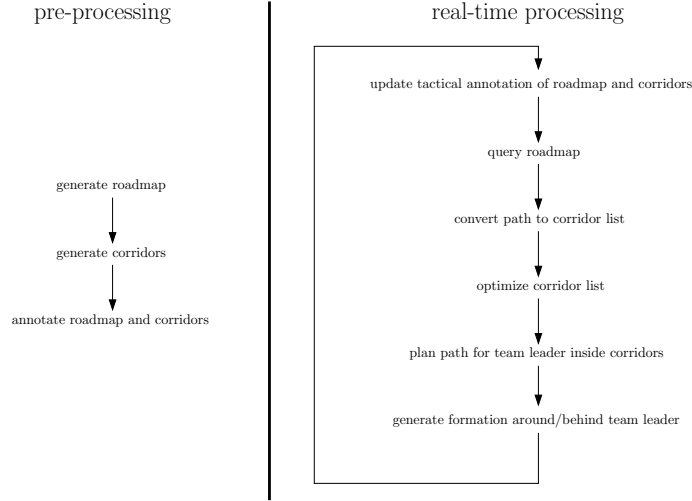 pre-processing
generate roadmap
generate corridors
annotate roadmap and corridors
real-time processing
update tactical annotation of roadmap and corridors
query roadmap
convert path to corridor list
optimize corridor list
plan path for team leader inside corridors
generate formation around/behind team leader